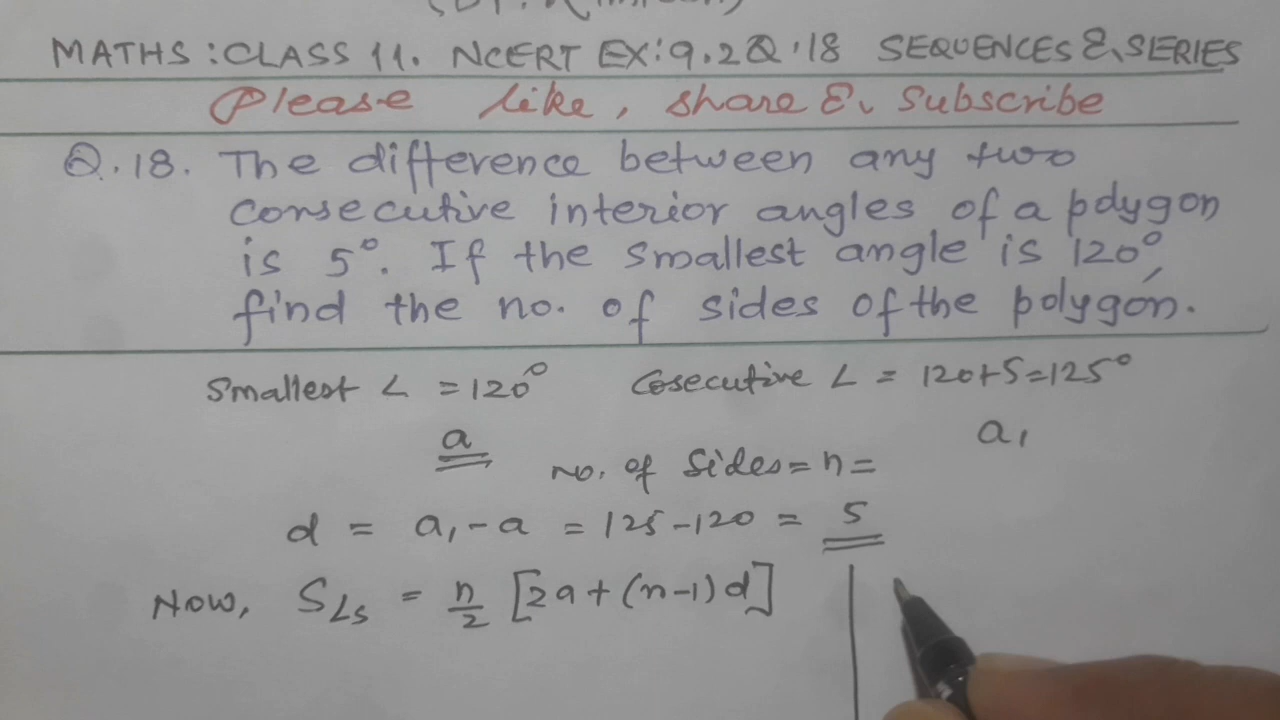 MATHS : CLASS 11. NCERT EX: 9.2 Q.18 SEQUENCES & SERIES
Please like, share & Subscribe
Q.18. The difference between any two
consecutive interior angles of a polygon
is 5°. If the smallest angle is 120°,
find the no. of sides of the polygon.
Smallest ∠ = 120° Cosecutive ∠ = 120+5=125°
a a₁
no. of Sides = n =
d = a₁ - a = 125 - 120 = 5
Now, S∠s = n/2 [2a + (n-1) d]